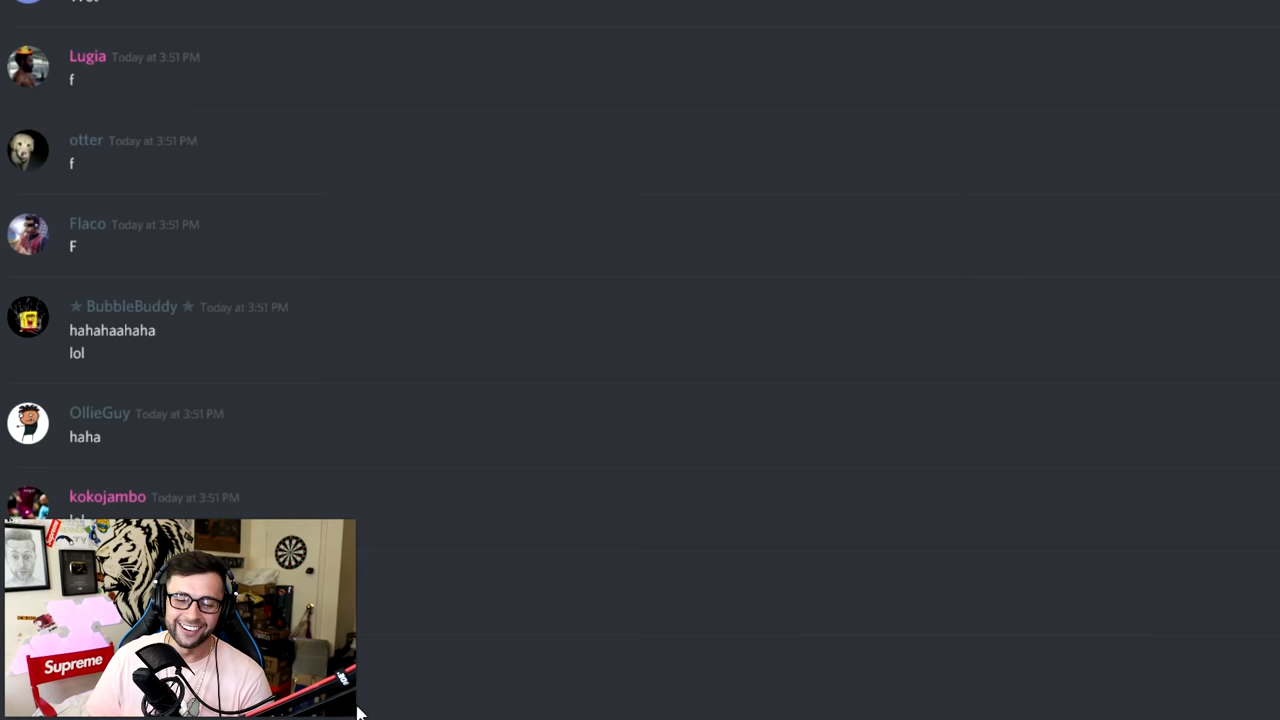 Lugia Today at 3:51 PM
f
otter Today at 3:51 PM
f
Flaco Today at 3:51 PM
F
★ BubbleBuddy ★ Today at 3:51 PM
hahahaahaha
lol
OllieGuy Today at 3:51 PM
haha
kokojambo Today at 3:51 PM
Supreme